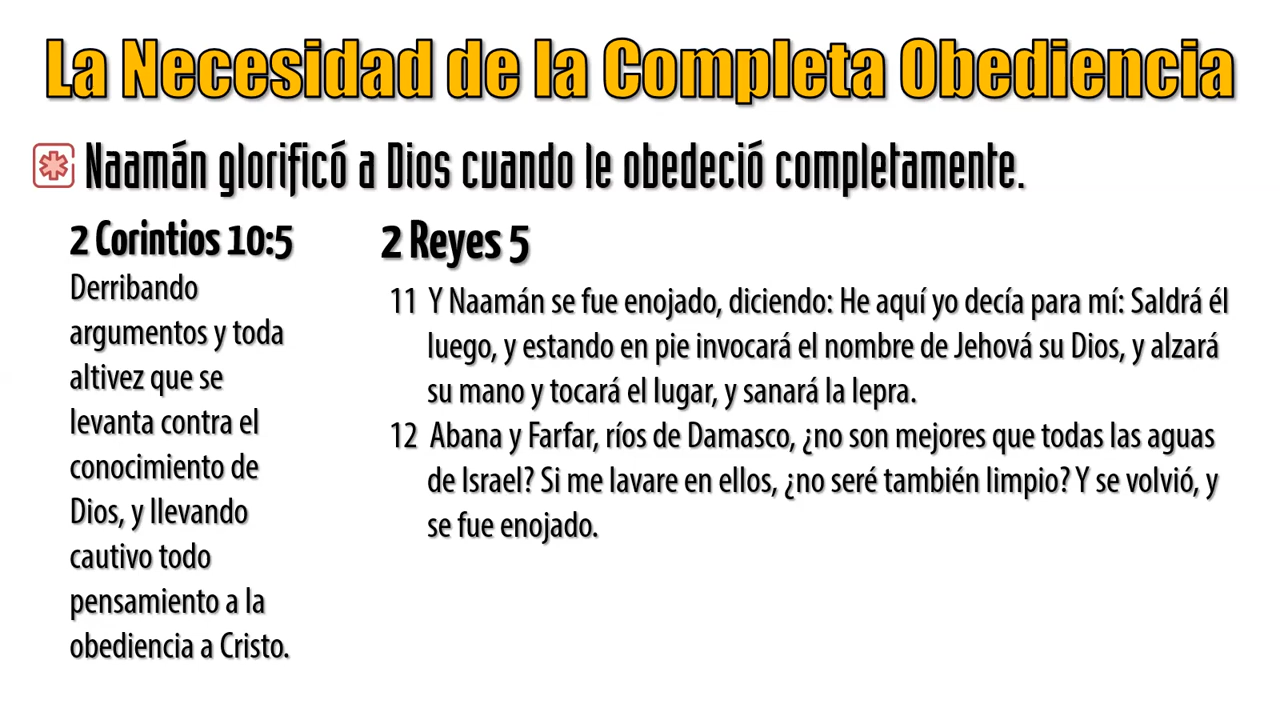 La Necesidad de la Completa Obediencia
Naamán glorificó a Dios cuando le obedeció completamente.
2 Corintios 10:5
Derribando
argumentos y toda
altivez que se
levanta contra el
conocimiento de
Dios, y llevando
cautivo todo
pensamiento a la
obediencia a Cristo.
2 Reyes 5
11 Y Naamán se fue enojado, diciendo: He aquí yo decía para mí: Saldrá él
luego, y estando en pie invocará el nombre de Jehová su Dios, y alzará
su mano y tocará el lugar, y sanará la lepra.
12 Abana y Farfar, ríos de Damasco, ¿no son mejores que todas las aguas
de Israel? Si me lavare en ellos, ¿no seré también limpio? Y se volvió, y
se fue enojado.